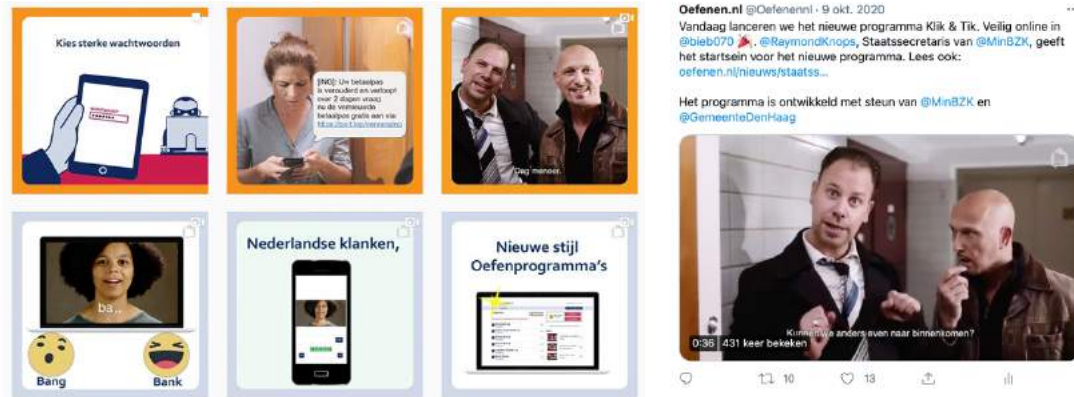 Kies sterke wachtwoorden
[ING]: Uw betaalpas
is verouderd en verloopt
over 2 dagen vraag
nu de vernieuwde
betaalpas gratis aan via:
Dag meneer.
ba..
Bang
Bank
Nederlandse klanken,
Nieuwe stijl
Oefenprogramma's
Oefenen.nl @Oefenennl · 9 okt. 2020
Vandaag lanceren we het nieuwe programma Klik & Tik. Veilig online in
@bieb070 🎉. @RaymondKnops, Staatssecretaris van @MinBZK, geeft
het startsein voor het nieuwe programma. Lees ook:
oefenen.nl/nieuws/staatss...
Het programma is ontwikkeld met steun van @MinBZK en
@GemeenteDenHaag
Kunnen we anders even naar binnenkomen?
0:36 431 keer bekeken
10
13